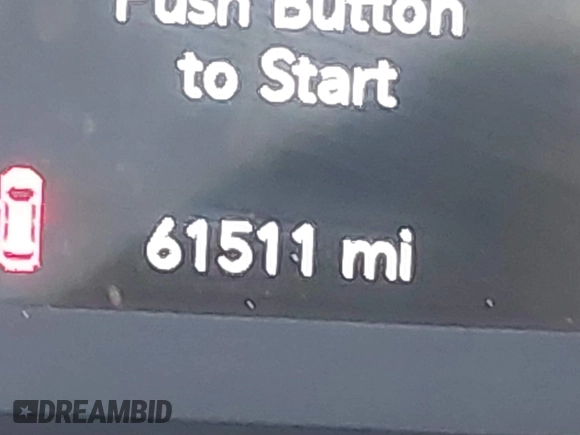 Push Button
to Start
61511 mi
DREAMBID